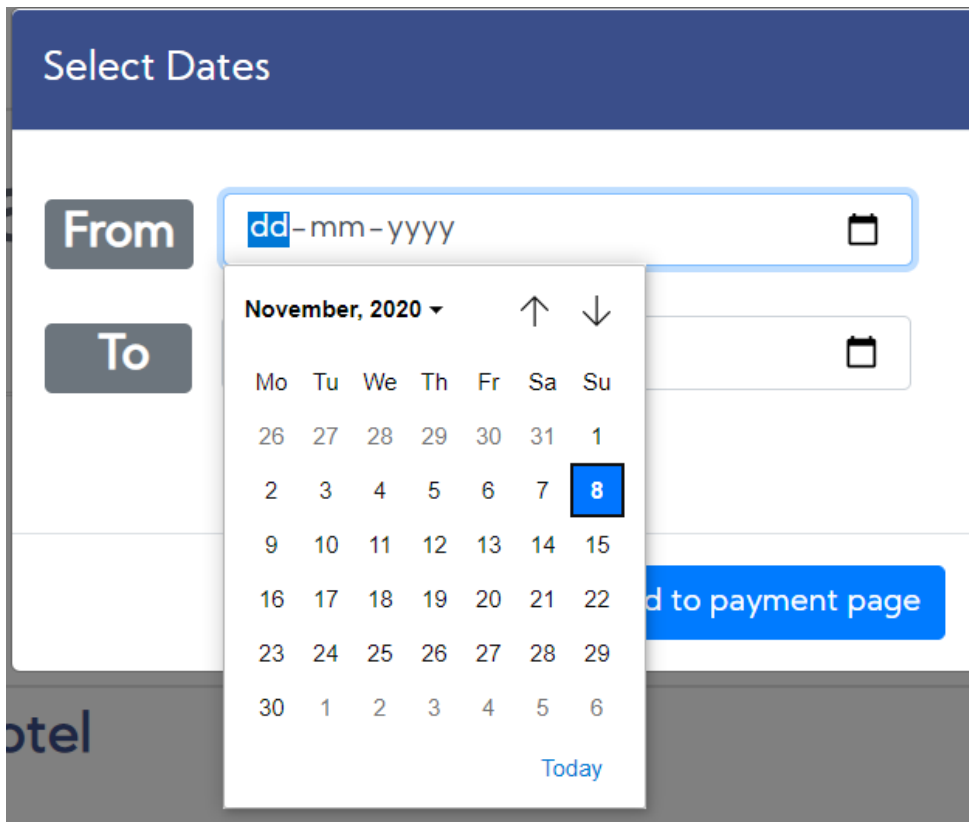 Select Dates
From dd-mm-yyyy
November, 2020
To
Mo Tu We Th Fr Sa Su
26 27 28 29 30 31 1
2 3 4 5 6 7 8
9 10 11 12 13 14 15
16 17 18 19 20 21 22
to payment page
23 24 25 26 27 28 29
30 1 2 3 4 5 6
Today